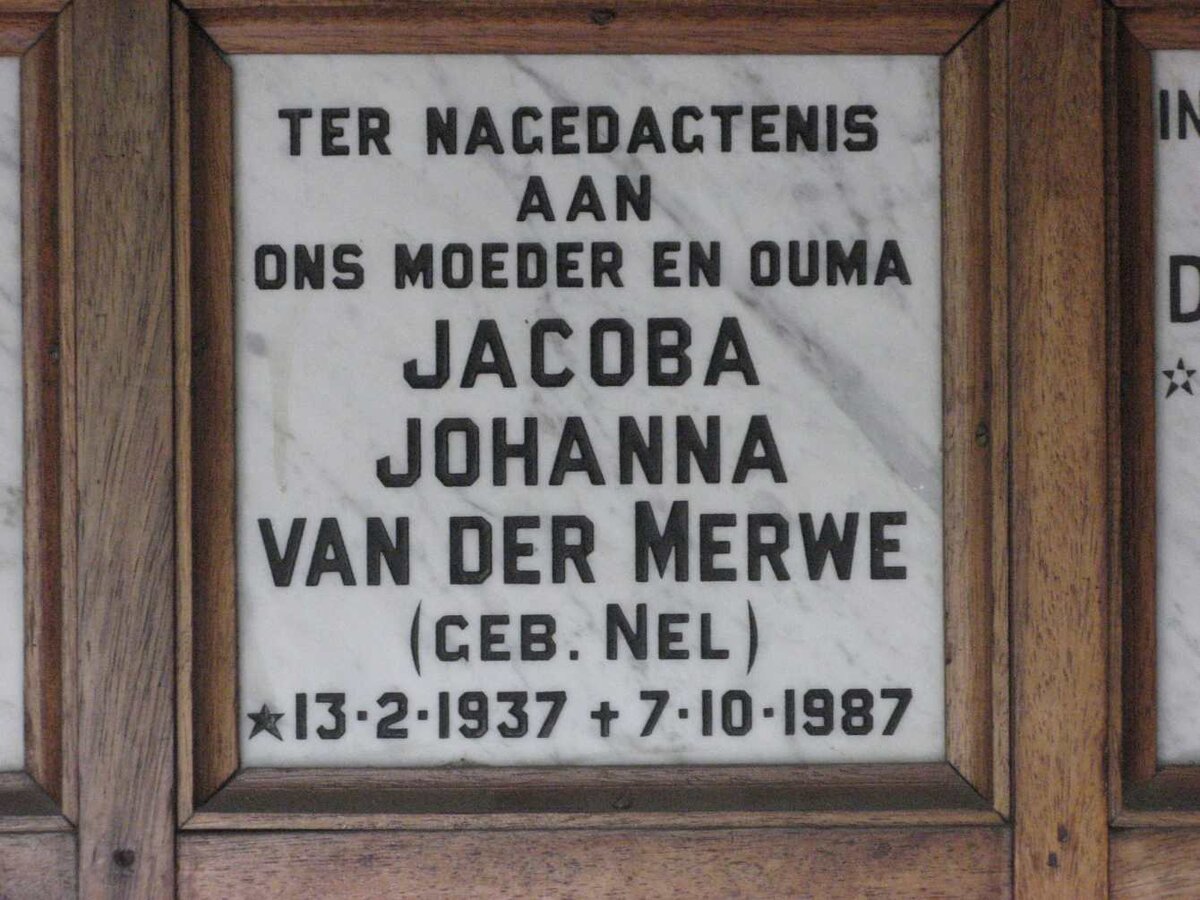 TER NAGEDAGTENIS
AAN
ONS MOEDER EN OUMA
JACOBA
JOHANNA
VAN DER MERWE
(GEB. NEL)
★13·2·1937 † 7·10·1987
IN
D
☆